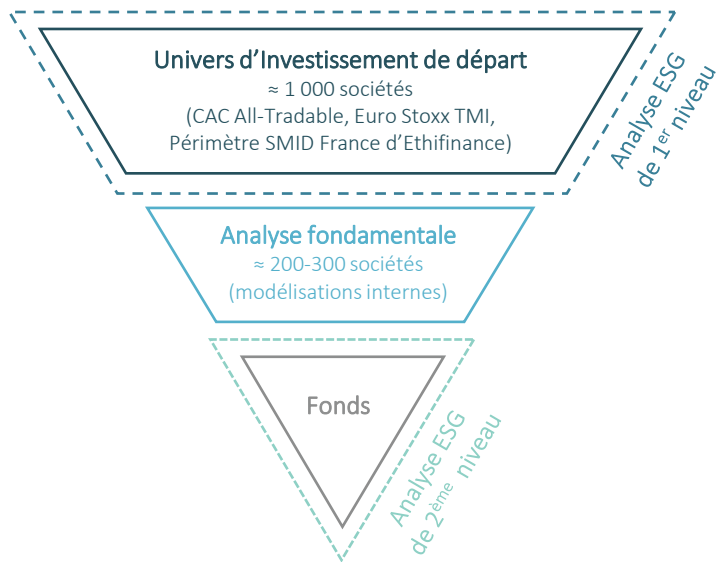 Univers d’Investissement de départ
≈ 1 000 sociétés
(CAC All-Tradable, Euro Stoxx TMI,
Périmètre SMID France d’Ethifinance)
Analyse ESG
de 1er niveau
Analyse fondamentale
≈ 200-300 sociétés
(modélisations internes)
Fonds
Analyse ESG
de 2ème niveau